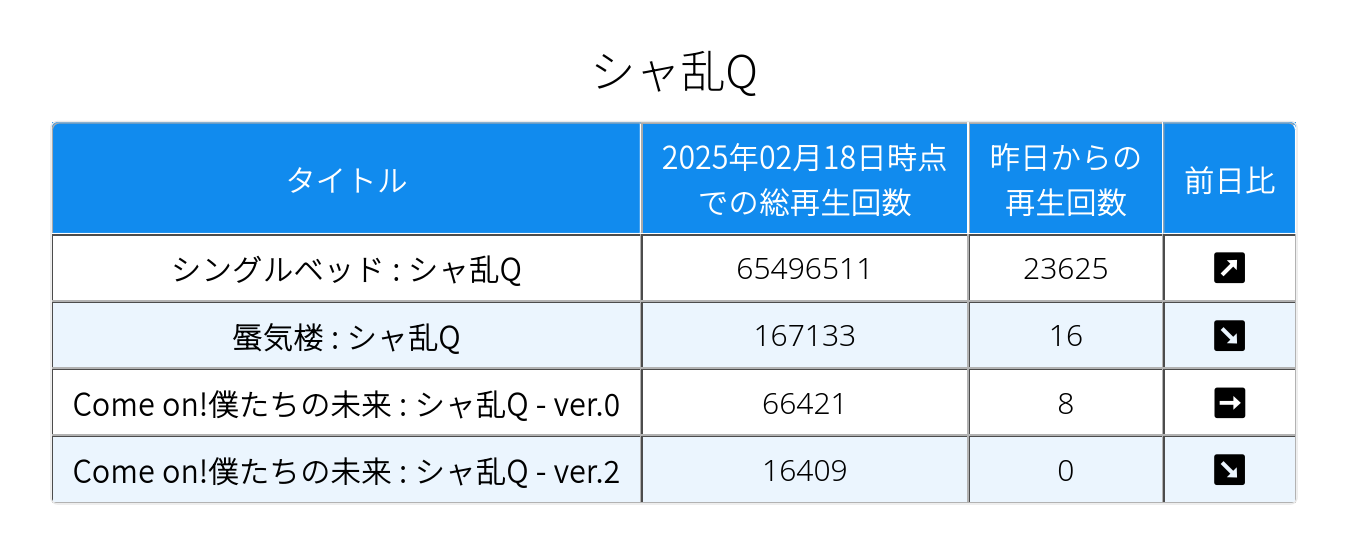 シャ乱Q
タイトル
2025年02月18日時点
での総再生回数
昨日からの
再生回数
前日比
シングルベッド : シャ乱Q 65496511 23625
蜃気楼 : シャ乱Q 167133 16
Come on!僕たちの未来 : シャ乱Q - ver.0 66421 8
Come on!僕たちの未来 : シャ乱Q - ver.2 16409 0